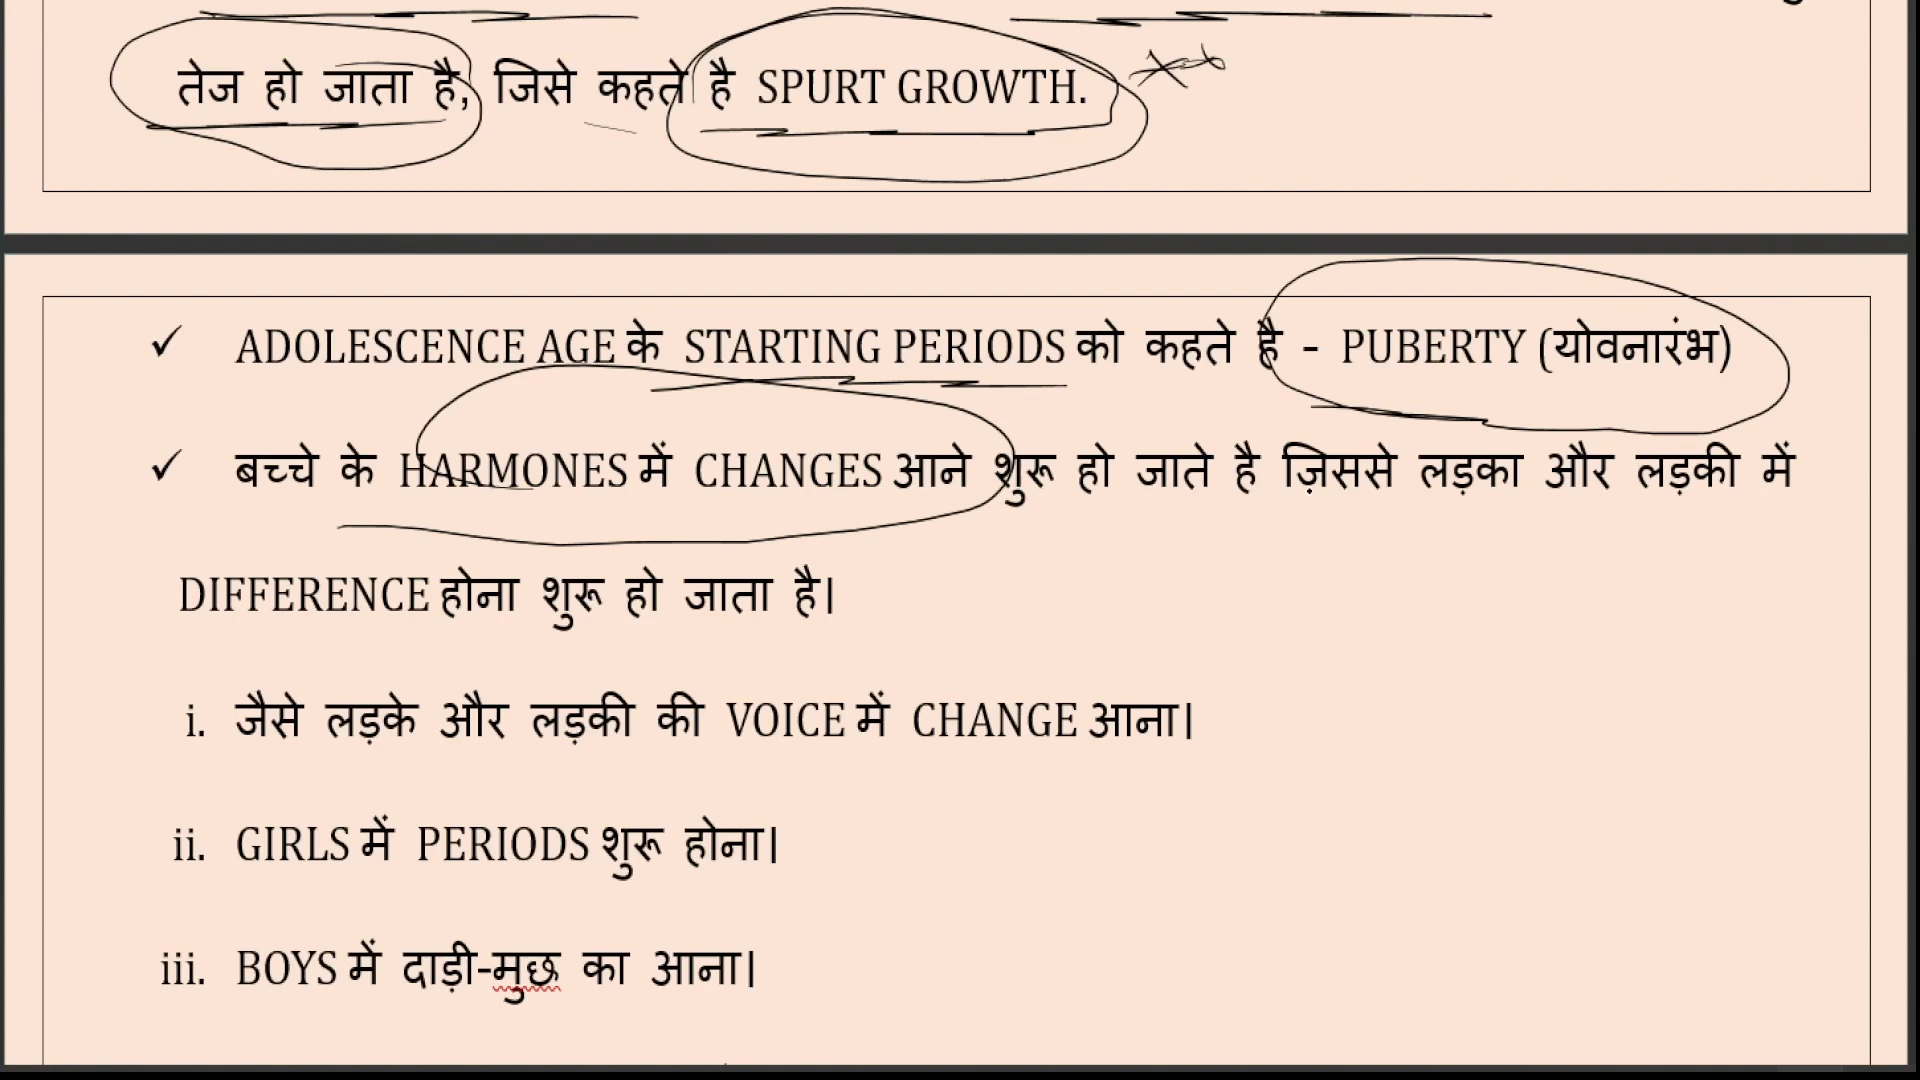 तेज हो जाता है, जिसे कहते है SPURT GROWTH.
✓ ADOLESCENCE AGE के STARTING PERIODS को कहते है - PUBERTY (योवनारंभ)
✓ बच्चे के HARMONES में CHANGES आने शुरू हो जाते है ज़िससे लड़का और लड़की में
DIFFERENCE होना शुरू हो जाता है।
i. जैसे लड़के और लड़की की VOICE में CHANGE आना।
ii. GIRLS में PERIODS शुरू होना।
iii. BOYS में दाड़ी-मुछ का आना।